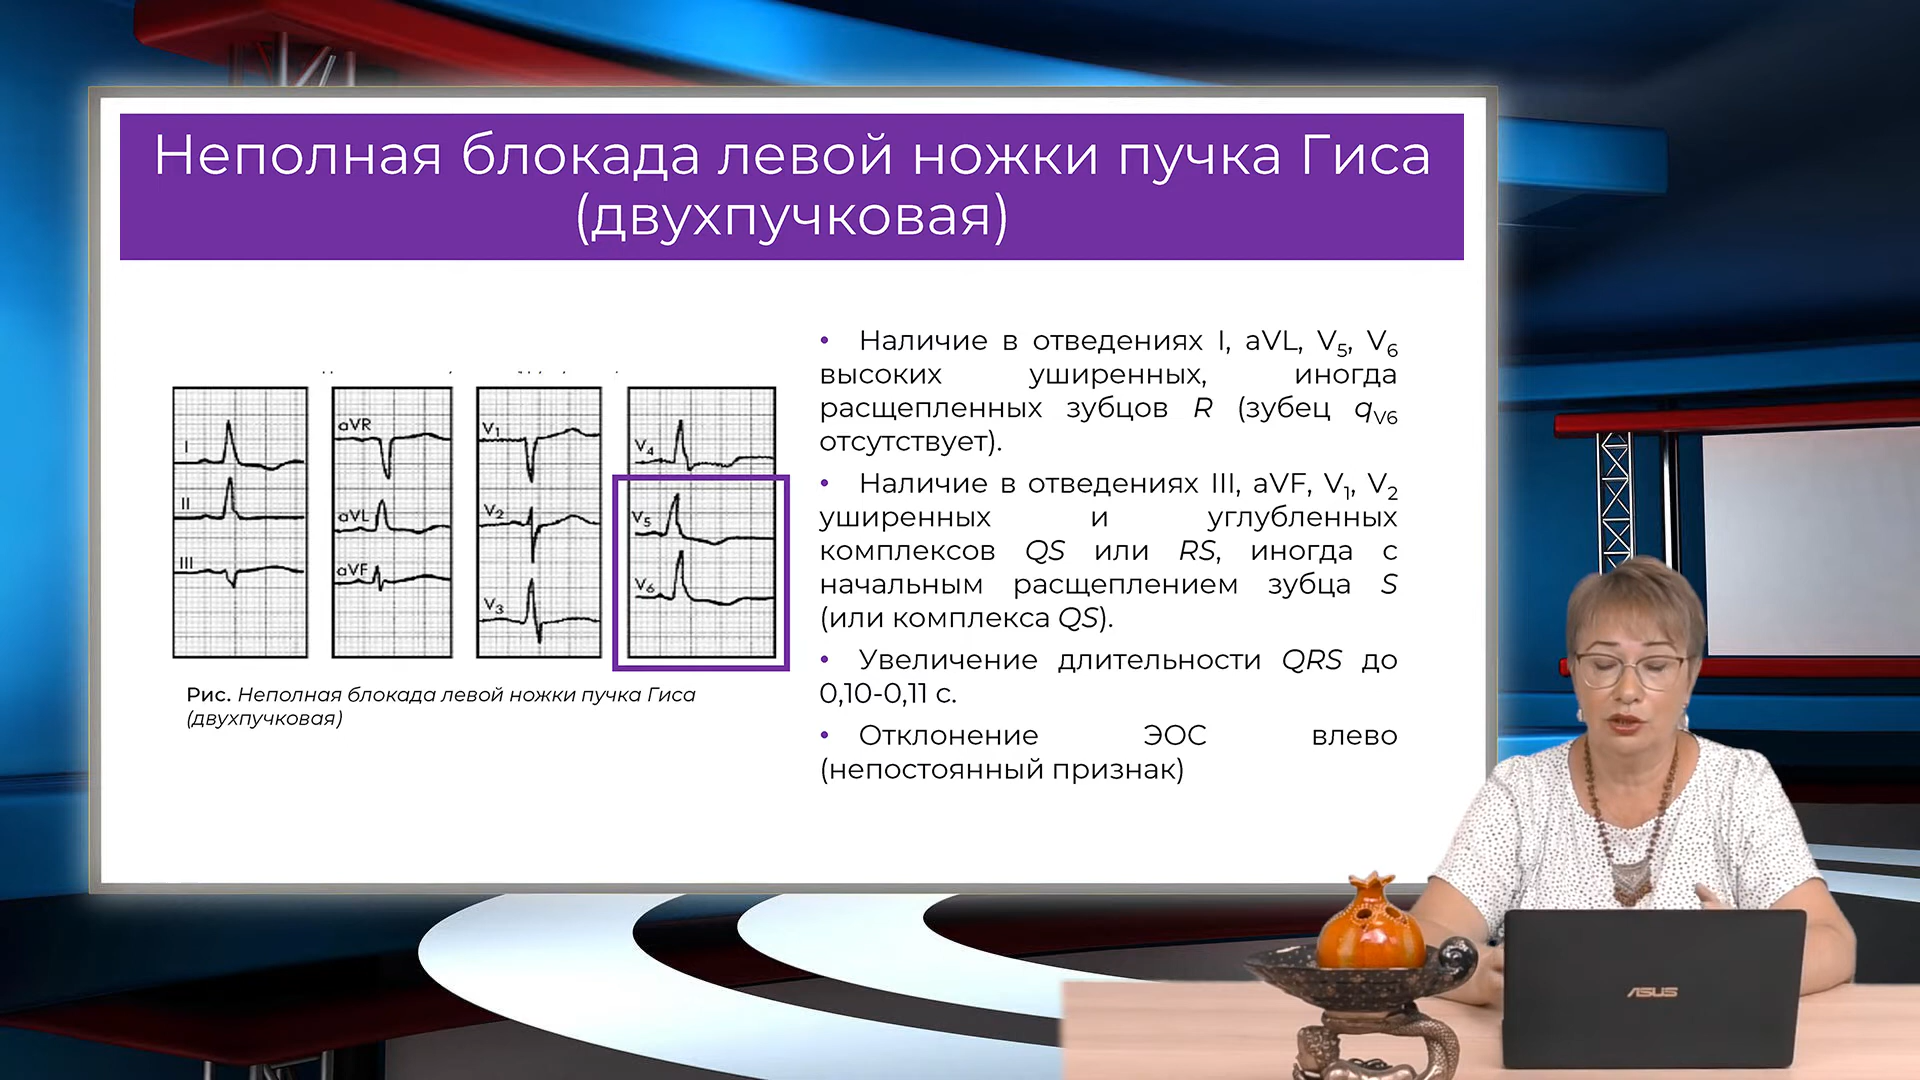 Неполная блокада левой ножки пучка Гиса
(двухпучковая)
I
II
III
aVR
aVL
aVF
V1
V2
V3
V4
V5
V6
Рис. Неполная блокада левой ножки пучка Гиса
(двухпучковая)
• Наличие в отведениях I, aVL, V5, V6
высоких уширенных, иногда
расщепленных зубцов R (зубец qV6
отсутствует).
• Наличие в отведениях III, aVF, V1, V2
уширенных и углубленных
комплексов QS или RS, иногда с
начальным расщеплением зубца S
(или комплекса QS).
• Увеличение длительности QRS до
0,10-0,11 с.
• Отклонение ЭОС влево
(непостоянный признак)
ASUS